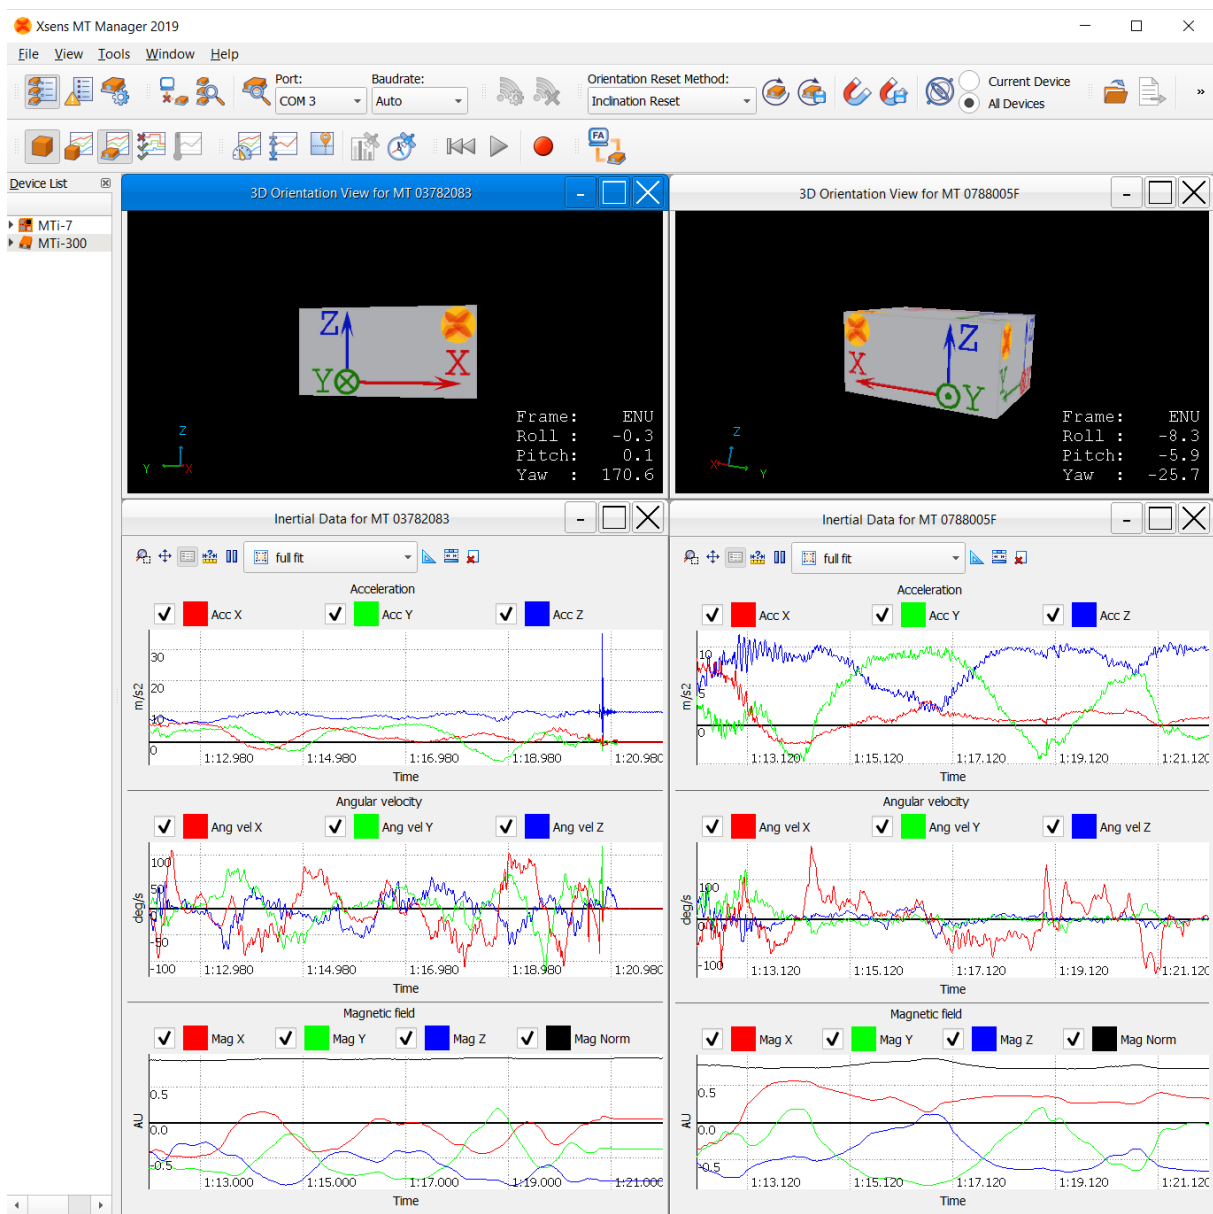 Xsens MT Manager 2019
File View Tools Window Help
Port: Baudrate: Orientation Reset Method:
COM 3 Auto Inclination Reset
Current Device
All Devices
»
FA
Device List
MTi-7
MTi-300
3D Orientation View for MT 03782083
Z
X
Y
Z
Y X
Frame: ENU
Roll : -0.3
Pitch: 0.1
Yaw : 170.6
3D Orientation View for MT 0788005F
Z
X
Y
Z
X Y
Frame: ENU
Roll : -8.3
Pitch: -5.9
Yaw : -25.7
Inertial Data for MT 03782083
full fit
Acceleration
Acc X Acc Y Acc Z
30
20
10
0
m/s2
1:12.980 1:14.980 1:16.980 1:18.980 1:20.980
Time
Angular velocity
Ang vel X Ang vel Y Ang vel Z
100
50
0
-50
-100
deg/s
1:12.980 1:14.980 1:16.980 1:18.980 1:20.980
Time
Magnetic field
Mag X Mag Y Mag Z Mag Norm
0.5
0.0
-0.5
AU
1:13.000 1:15.000 1:17.000 1:19.000 1:21.000
Time
Inertial Data for MT 0788005F
full fit
Acceleration
Acc X Acc Y Acc Z
10
5
0
m/s2
1:13.120 1:15.120 1:17.120 1:19.120 1:21.120
Time
Angular velocity
Ang vel X Ang vel Y Ang vel Z
100
0
-100
deg/s
1:13.120 1:15.120 1:17.120 1:19.120 1:21.120
Time
Magnetic field
Mag X Mag Y Mag Z Mag Norm
0.5
0.0
-0.5
AU
1:13.120 1:15.120 1:17.120 1:19.120 1:21.120
Time